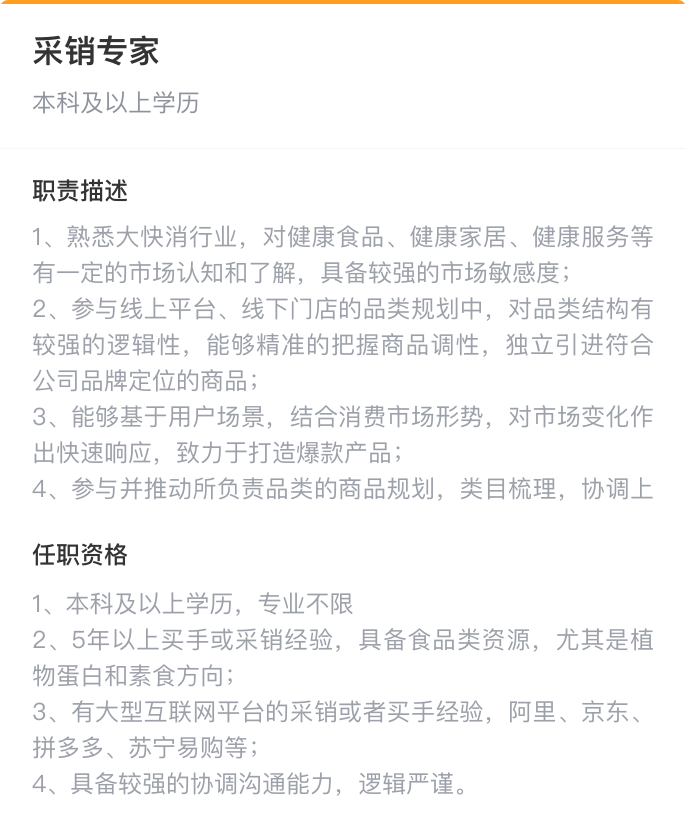 采销专家
本科及以上学历
职责描述
1、熟悉大快消行业，对健康食品、健康家居、健康服务等
有一定的市场认知和了解，具备较强的市场敏感度；
2、参与线上平台、线下门店的品类规划中，对品类结构有
较强的逻辑性，能够精准的把握商品调性，独立引进符合
公司品牌定位的商品；
3、能够基于用户场景，结合消费市场形势，对市场变化作
出快速响应，致力于打造爆款产品；
4、参与并推动所负责品类的商品规划，类目梳理，协调上
任职资格
1、本科及以上学历，专业不限
2、5年以上买手或采销经验，具备食品类资源，尤其是植
物蛋白和素食方向；
3、有大型互联网平台的采销或者买手经验，阿里、京东、
拼多多、苏宁易购等；
4、具备较强的协调沟通能力，逻辑严谨。